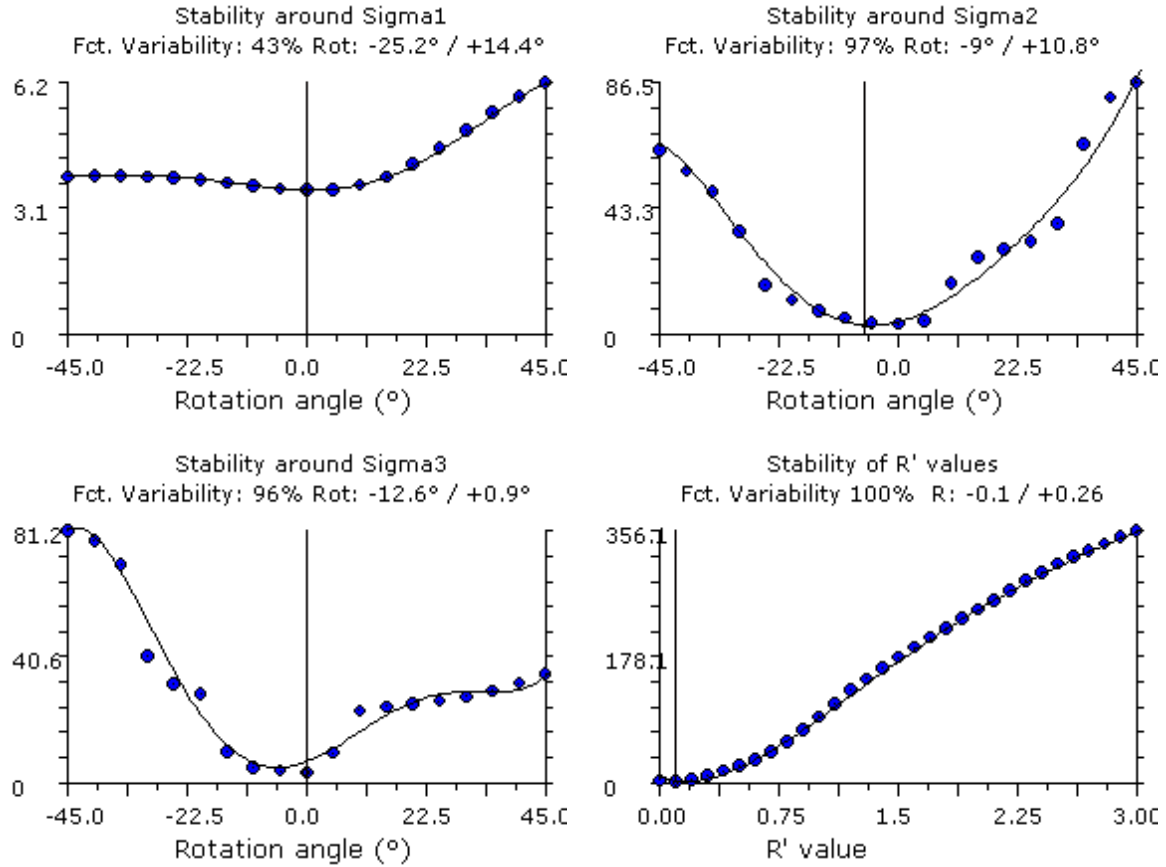 Stability around Sigma1
Fct. Variability: 43% Rot: -25.2° / +14.4°
6.2
3.1
0
-45.0 -22.5 0.0 22.5 45.0
Rotation angle (°)
Stability around Sigma2
Fct. Variability: 97% Rot: -9° / +10.8°
86.5
43.3
0
-45.0 -22.5 0.0 22.5 45.0
Rotation angle (°)
Stability around Sigma3
Fct. Variability: 96% Rot: -12.6° / +0.9°
81.2
40.6
0
-45.0 -22.5 0.0 22.5 45.0
Rotation angle (°)
Stability of R' values
Fct. Variability 100% R: -0.1 / +0.26
356.1
178.1
0
0.00 0.75 1.5 2.25 3.00
R' value